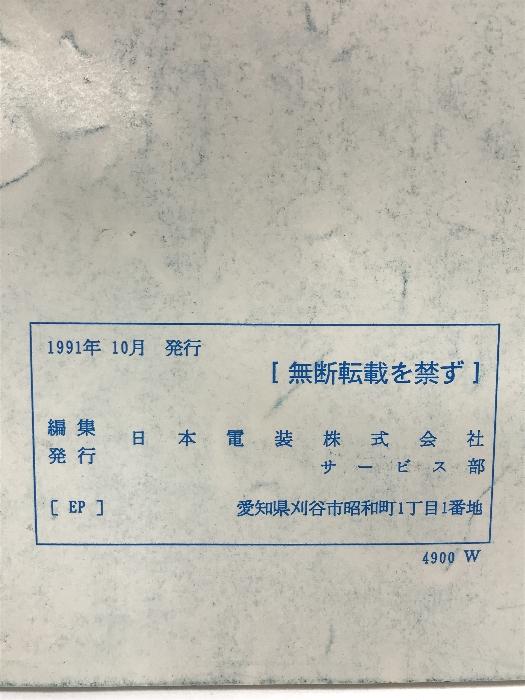 1991年 10月 発行
[ 無断転載を禁ず ]
編集
発行
日本電装株式会社
サービス部
[ EP ]
愛知県刈谷市昭和町1丁目1番地
4900 W